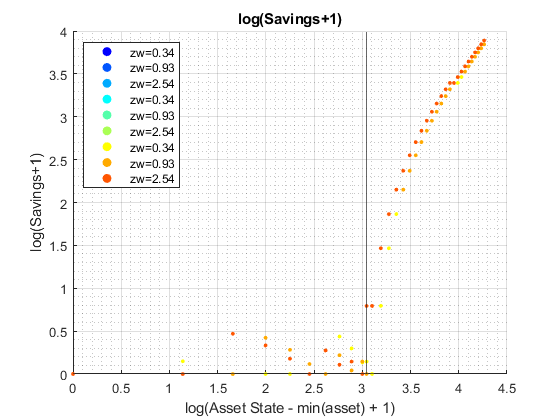 log(Savings+1)
4
3.5
3
2.5
2
1.5
1
0.5
0
log(Savings+1)
zw=0.34
zw=0.93
zw=2.54
zw=0.34
zw=0.93
zw=2.54
zw=0.34
zw=0.93
zw=2.54
0 0.5 1 1.5 2 2.5 3 3.5 4 4.5
log(Asset State - min(asset) + 1)